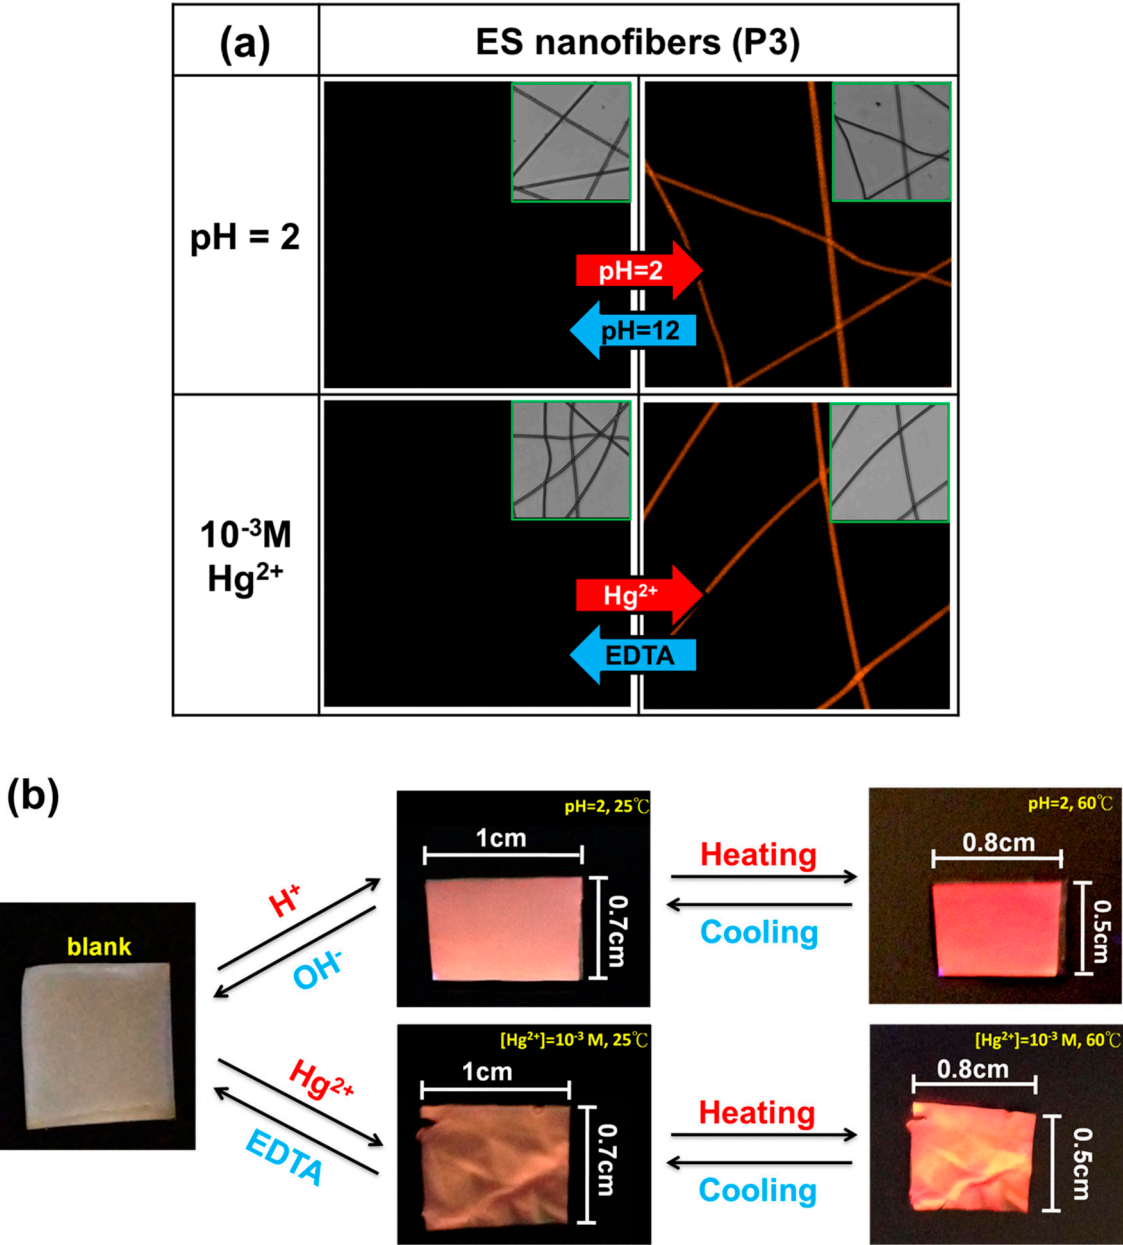 (a)
ES nanofibers (P3)
pH = 2
pH=2
pH=12
10⁻³M
Hg²⁺
Hg²⁺
EDTA
(b)
blank
H⁺
OH⁻
Hg²⁺
EDTA
pH=2, 25℃
1cm
0.7cm
Heating
Cooling
pH=2, 60℃
0.8cm
0.5cm
[Hg²⁺]=10⁻³ M, 25℃
1cm
0.7cm
Heating
Cooling
[Hg²⁺]=10⁻³ M, 60℃
0.8cm
0.5cm